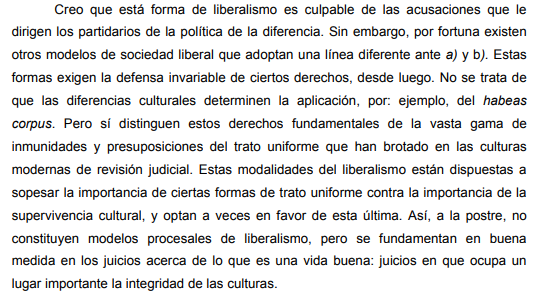 Creo que está forma de liberalismo es culpable de las acusaciones que le
dirigen los partidarios de la política de la diferencia. Sin embargo, por fortuna existen
otros modelos de sociedad liberal que adoptan una línea diferente ante a) y b). Estas
formas exigen la defensa invariable de ciertos derechos, desde luego. No se trata de
que las diferencias culturales determinen la aplicación, por: ejemplo, del habeas
corpus. Pero sí distinguen estos derechos fundamentales de la vasta gama de
inmunidades y presuposiciones del trato uniforme que han brotado en las culturas
modernas de revisión judicial. Estas modalidades del liberalismo están dispuestas a
sopesar la importancia de ciertas formas de trato uniforme contra la importancia de la
supervivencia cultural, y optan a veces en favor de esta última. Así, a la postre, no
constituyen modelos procesales de liberalismo, pero se fundamentan en buena
medida en los juicios acerca de lo que es una vida buena: juicios en que ocupa un
lugar importante la integridad de las culturas.